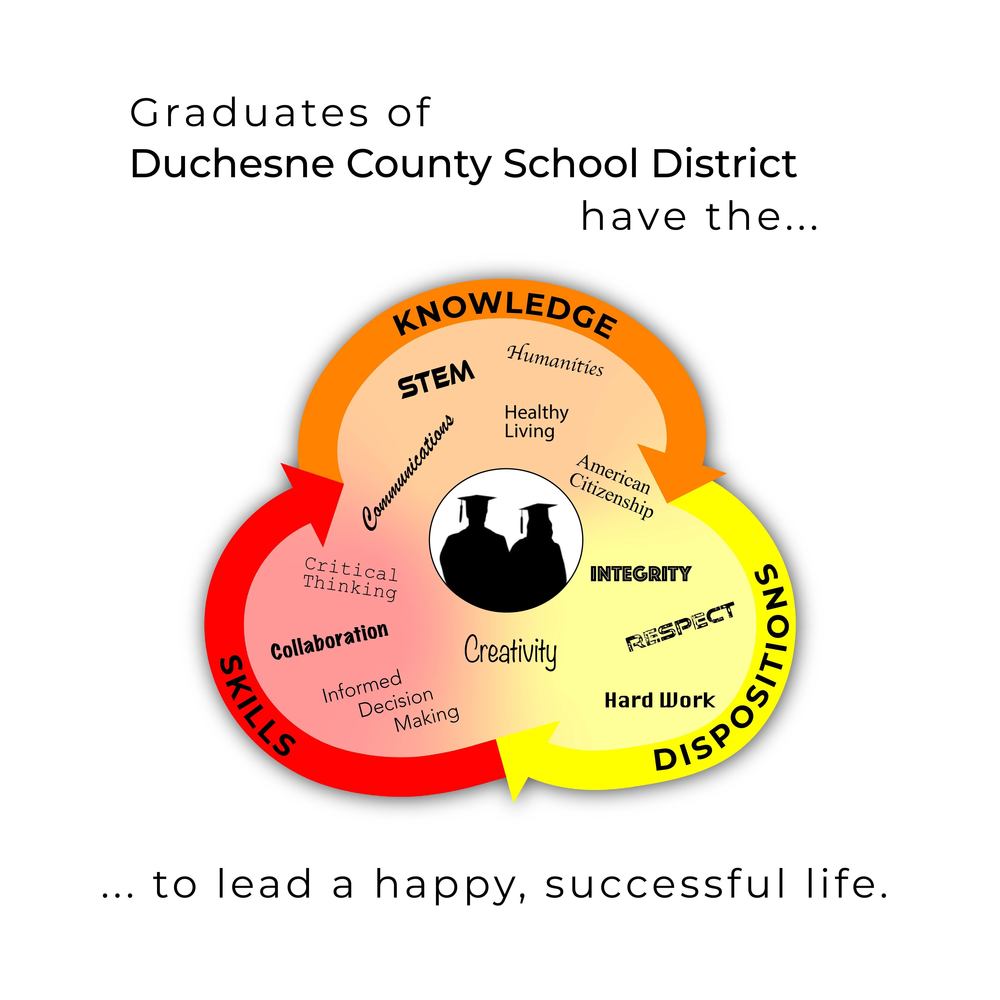 Graduates of
Duchesne County School District
have the...
KNOWLEDGE
STEM
Humanities
Healthy
Living
Communications
American
Citizenship
DISPOSITIONS
INTEGRITY
RESPECT
Hard Work
Creativity
SKILLS
Critical
Thinking
Collaboration
Informed
Decision
Making
... to lead a happy, successful life.